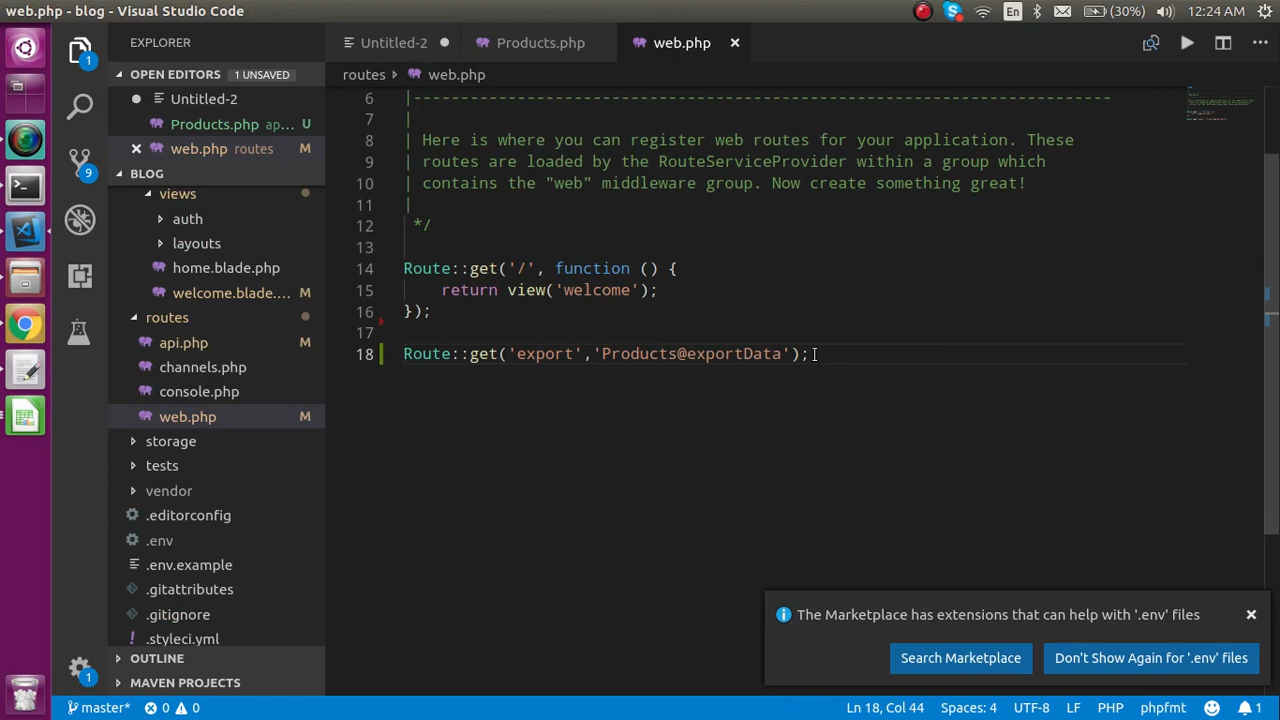 web.php - blog - Visual Studio Code
En
(30%)
12:24 AM
EXPLORER
Untitled-2
Products.php
web.php
OPEN EDITORS
1 UNSAVED
Untitled-2
Products.php ap... U
web.php routes M
BLOG
views
auth
layouts
home.blade.php
welcome.blade.... M
routes
api.php M
channels.php
console.php
web.php M
storage
tests
vendor
.editorconfig
.env
.env.example
.gitattributes
.gitignore
.styleci.yml
OUTLINE
MAVEN PROJECTS
1
9
1
routes > web.php
6 |--------------------------------------------------------------------------
7 |
8 | Here is where you can register web routes for your application. These
9 | routes are loaded by the RouteServiceProvider within a group which
10 | contains the "web" middleware group. Now create something great!
11 |
12 */
13
14 Route::get('/', function () {
15 return view('welcome');
16 });
17
18 Route::get('export','Products@exportData');
The Marketplace has extensions that can help with '.env' files
Search Marketplace
Don't Show Again for '.env' files
master*
0
0
Ln 18, Col 44
Spaces: 4
UTF-8
LF
PHP
phpfmt
1